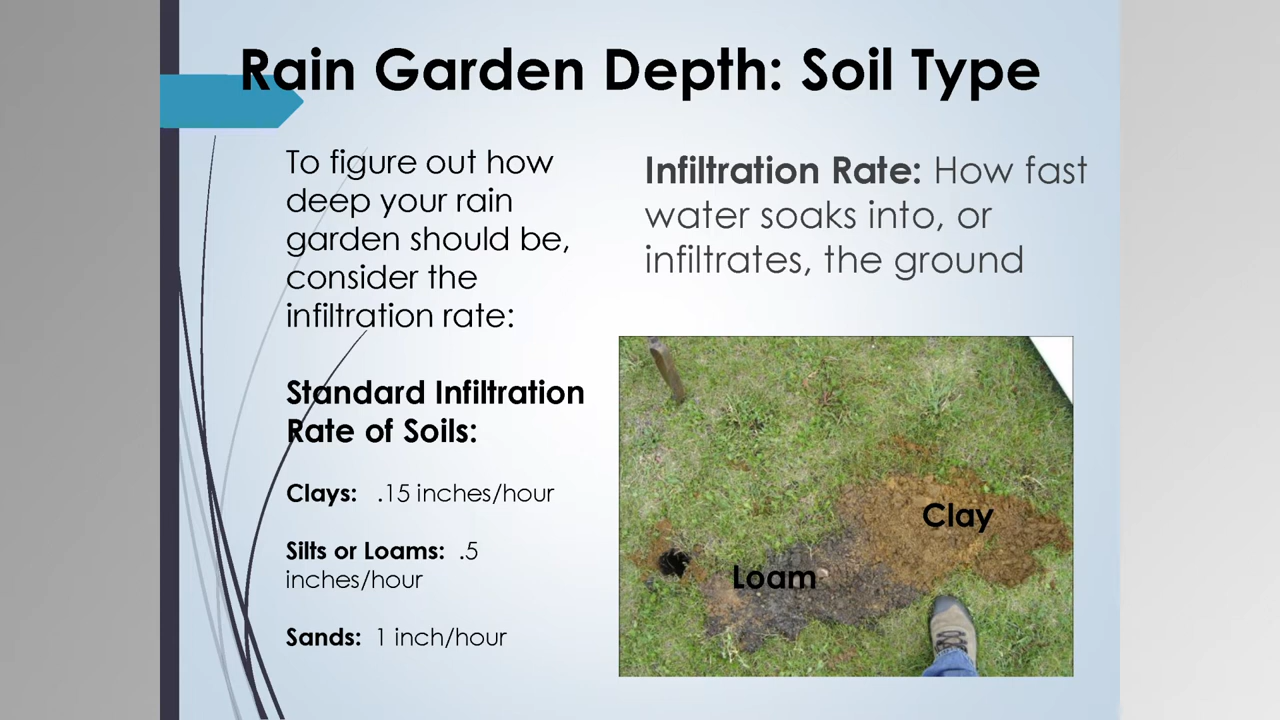 Rain Garden Depth: Soil Type
To figure out how
deep your rain
garden should be,
consider the
infiltration rate:
Standard Infiltration
Rate of Soils:
Clays: .15 inches/hour
Silts or Loams: .5
inches/hour
Sands: 1 inch/hour
Infiltration Rate: How fast
water soaks into, or
infiltrates, the ground
Clay
Loam